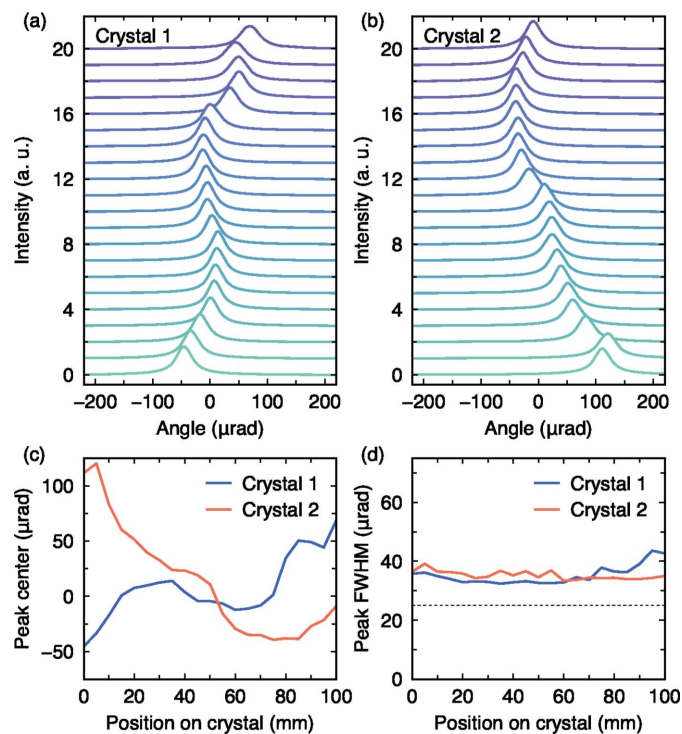 (a)
Crystal 1
20
16
12
8
4
0
Intensity (a. u.)
−200
−100
0
100
200
Angle (μrad)
(b)
Crystal 2
20
16
12
8
4
0
Intensity (a. u.)
−200
−100
0
100
200
Angle (μrad)
(c)
Crystal 1
Crystal 2
100
50
0
−50
Peak center (μrad)
0
20
40
60
80
100
Position on crystal (mm)
(d)
Crystal 1
Crystal 2
60
40
20
0
Peak FWHM (μrad)
0
20
40
60
80
100
Position on crystal (mm)